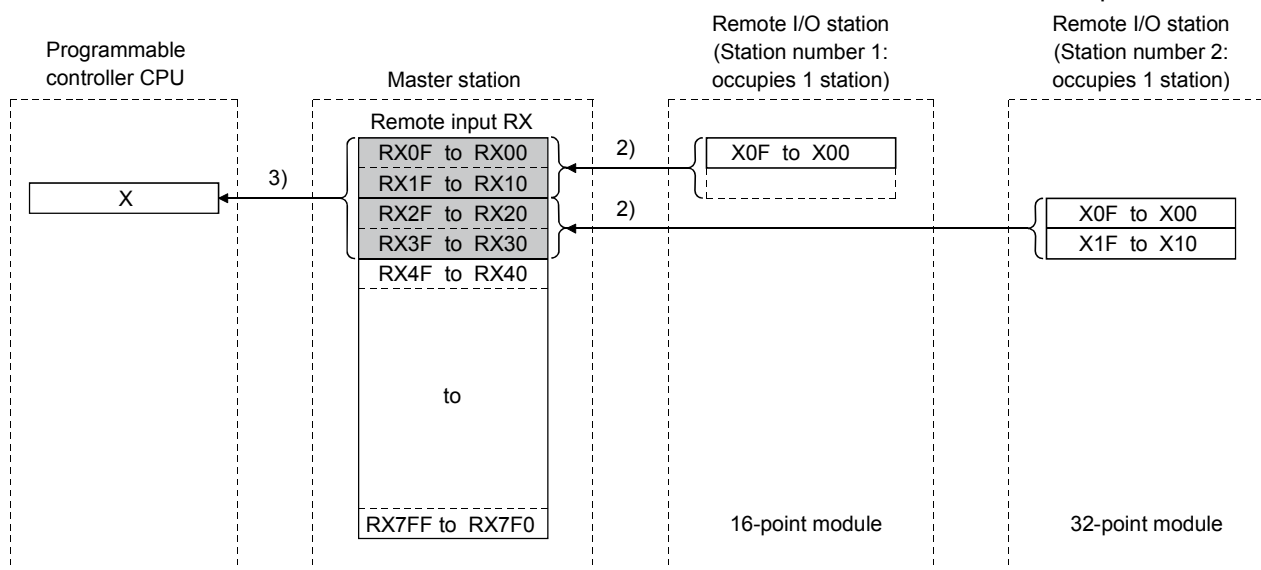 Programmable
controller CPU
X
3)
Master station
Remote input RX
RX0F to RX00
RX1F to RX10
RX2F to RX20
RX3F to RX30
RX4F to RX40
to
RX7FF to RX7F0
2)
2)
Remote I/O station
(Station number 1:
occupies 1 station)
X0F to X00
16-point module
Remote I/O station
(Station number 2:
occupies 1 station)
X0F to X00
X1F to X10
32-point module